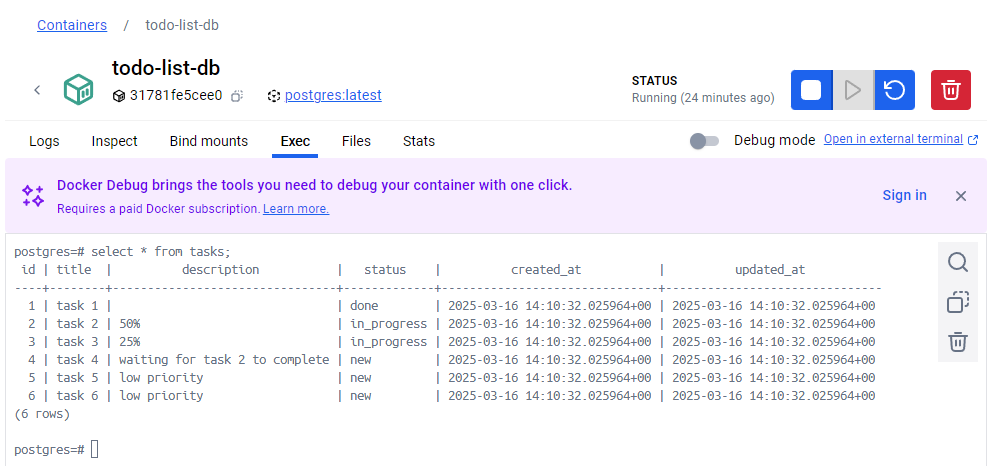 Containers / todo-list-db
todo-list-db
31781fe5cee0 postgres:latest
STATUS
Running (24 minutes ago)
Logs Inspect Bind mounts Exec Files Stats
Debug mode Open in external terminal
Docker Debug brings the tools you need to debug your container with one click.
Requires a paid Docker subscription. Learn more.
Sign in
postgres=# select * from tasks;
 id | title  |          description          |   status    |          created_at           |          updated_at
----+--------+-------------------------------+-------------+-------------------------------+-------------------------------
  1 | task 1 |                               | done        | 2025-03-16 14:10:32.025964+00 | 2025-03-16 14:10:32.025964+00
  2 | task 2 | 50%                           | in_progress | 2025-03-16 14:10:32.025964+00 | 2025-03-16 14:10:32.025964+00
  3 | task 3 | 25%                           | in_progress | 2025-03-16 14:10:32.025964+00 | 2025-03-16 14:10:32.025964+00
  4 | task 4 | waiting for task 2 to complete | new         | 2025-03-16 14:10:32.025964+00 | 2025-03-16 14:10:32.025964+00
  5 | task 5 | low priority                  | new         | 2025-03-16 14:10:32.025964+00 | 2025-03-16 14:10:32.025964+00
  6 | task 6 | low priority                  | new         | 2025-03-16 14:10:32.025964+00 | 2025-03-16 14:10:32.025964+00
(6 rows)
postgres=#